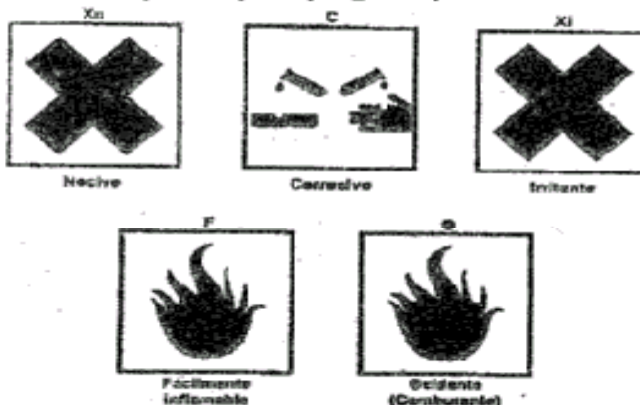 Xn
C
Xi
Nocivo
Corrosivo
Irritante
F
O
Fácilmente
inflamable
Oxidante
(Comburente)